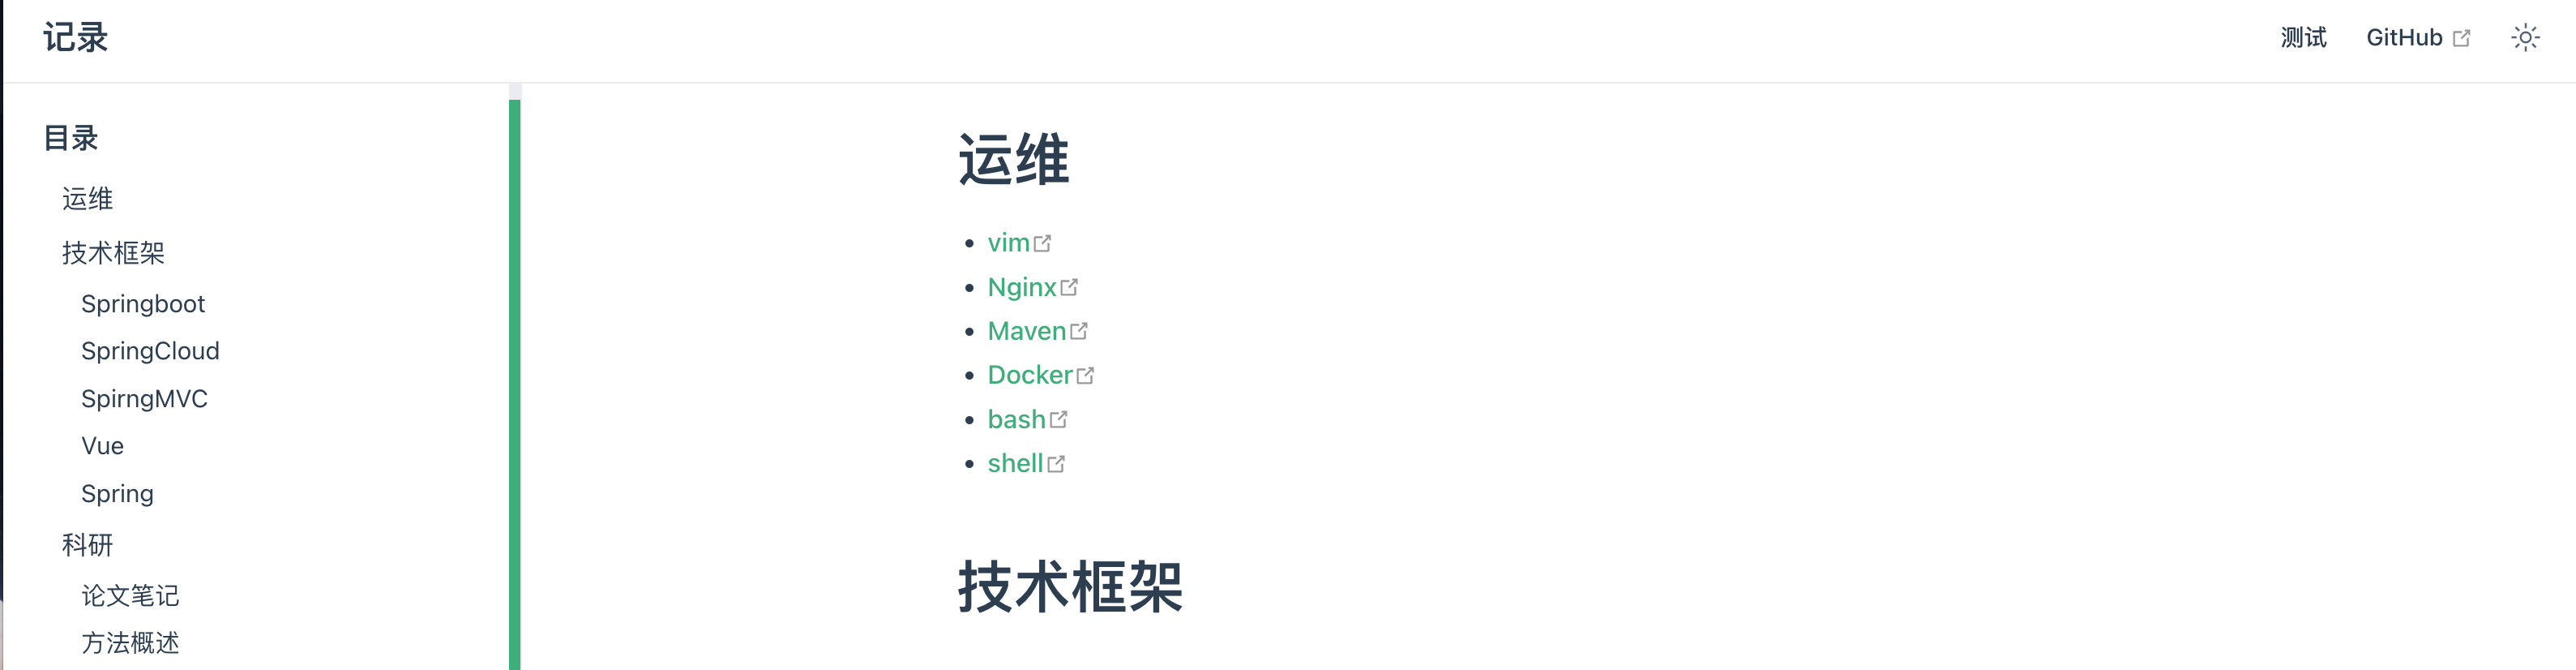 记录
测试 GitHub
目录
运维
技术框架
Springboot
SpringCloud
SpirngMVC
Vue
Spring
科研
论文笔记
方法概述
运维
vim
Nginx
Maven
Docker
bash
shell
技术框架